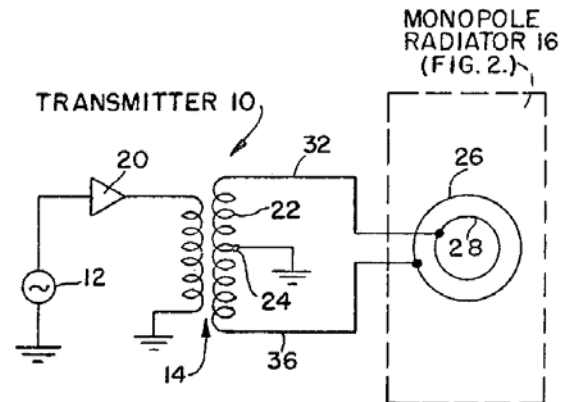 MONOPOLE
RADIATOR 16
(FIG. 2.)
TRANSMITTER 10
20
32
26
22
28
24
12
14
36